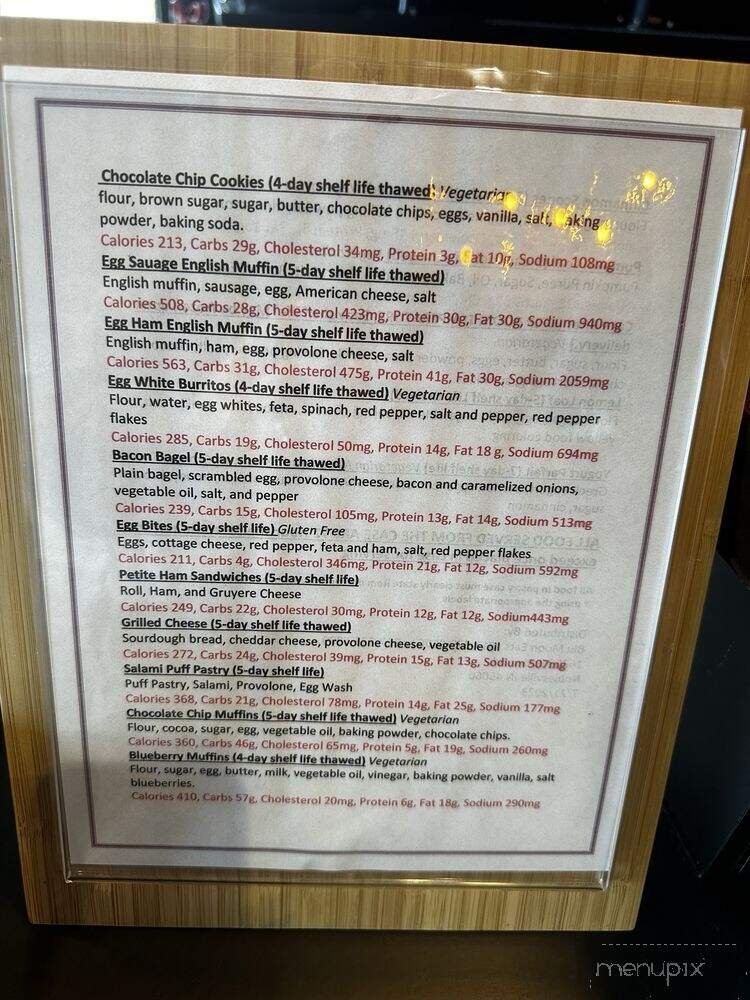 Chocolate Chip Cookies (4-day shelf life thawed) Vegetarian
flour, brown sugar, sugar, butter, chocolate chips, eggs, vanilla, salt, baking
powder, baking soda.
Calories 213, Carbs 29g, Cholesterol 34mg, Protein 3g, Fat 10g, Sodium 108mg
Egg Sauage English Muffin (5-day shelf life thawed)
English muffin, sausage, egg, American cheese, salt
Calories 508, Carbs 28g, Cholesterol 423mg, Protein 30g, Fat 30g, Sodium 940mg
Egg Ham English Muffin (5-day shelf life thawed)
English muffin, ham, egg, provolone cheese, salt
Calories 563, Carbs 31g, Cholesterol 475g, Protein 41g, Fat 30g, Sodium 2059mg
Egg White Burritos (4-day shelf life thawed) Vegetarian
Flour, water, egg whites, feta, spinach, red pepper, salt and pepper, red pepper
flakes
Calories 285, Carbs 19g, Cholesterol 50mg, Protein 14g, Fat 18 g, Sodium 694mg
Bacon Bagel (5-day shelf life thawed)
Plain bagel, scrambled egg, provolone cheese, bacon and caramelized onions,
vegetable oil, salt, and pepper
Calories 239, Carbs 15g, Cholesterol 105mg, Protein 13g, Fat 14g, Sodium 513mg
Egg Bites (5-day shelf life) Gluten Free
Eggs, cottage cheese, red pepper, feta and ham, salt, red pepper flakes
Calories 211, Carbs 4g, Cholesterol 346mg, Protein 21g, Fat 12g, Sodium 592mg
Petite Ham Sandwiches (5-day shelf life)
Roll, Ham, and Gruyere Cheese
Calories 249, Carbs 22g, Cholesterol 30mg, Protein 12g, Fat 12g, Sodium443mg
Grilled Cheese (5-day shelf life thawed)
Sourdough bread, cheddar cheese, provolone cheese, vegetable oil
Calories 272, Carbs 24g, Cholesterol 39mg, Protein 15g, Fat 13g, Sodium 507mg
Salami Puff Pastry (5-day shelf life)
Puff Pastry, Salami, Provolone, Egg Wash
Calories 368, Carbs 21g, Cholesterol 78mg, Protein 14g, Fat 25g, Sodium 177mg
Chocolate Chip Muffins (5-day shelf life thawed) Vegetarian
Flour, cocoa, sugar, egg, vegetable oil, baking powder, chocolate chips.
Calories 360, Carbs 46g, Cholesterol 65mg, Protein 5g, Fat 19g, Sodium 260mg
Blueberry Muffins (4-day shelf life thawed) Vegetarian
Flour, sugar, egg, butter, milk, vegetable oil, vinegar, baking powder, vanilla, salt
blueberries.
Calories 410, Carbs 57g, Cholesterol 20mg, Protein 6g, Fat 18g, Sodium 290mg
menupix